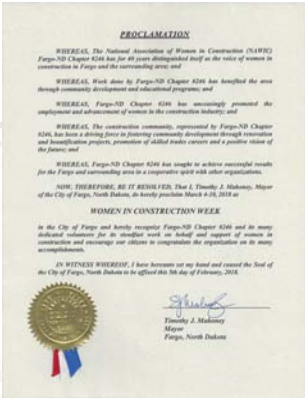 PROCLAMATION
WHEREAS, The National Association of Women in Construction (NAWIC)
Fargo-ND Chapter #246 has for 40 years distinguished itself as the voice of women in
construction in Fargo and the surrounding area; and
WHEREAS, Work done by Fargo-ND Chapter #246 has benefited the area
through community development and educational programs; and
WHEREAS, Fargo-ND Chapter #246 has unceasingly promoted the
employment and advancement of women in the construction industry; and
WHEREAS, The construction community, represented by Fargo-ND Chapter
#246, has been a driving force in fostering community development through renovation
and beautification projects, promotion of skilled trades careers and a positive vision of
the future; and
WHEREAS, Fargo-ND Chapter #246 has sought to achieve successful results
for the Fargo and surrounding area in a cooperative spirit with other organizations.
NOW, THEREFORE, BE IT RESOLVED, That I, Timothy J. Mahoney, Mayor
of the City of Fargo, North Dakota, do hereby proclaim March 4-10, 2018 as
WOMEN IN CONSTRUCTION WEEK
in the City of Fargo and hereby recognize Fargo-ND Chapter #246 and its many
dedicated volunteers for its steadfast work on behalf and support of women in
construction and encourage our citizens to congratulate the organization on its many
accomplishments.
IN WITNESS WHEREOF, I have hereunto set my hand and caused the Seal of
the City of Fargo, North Dakota to be affixed this 5th day of February, 2018.
Timothy J. Mahoney
Mayor
Fargo, North Dakota